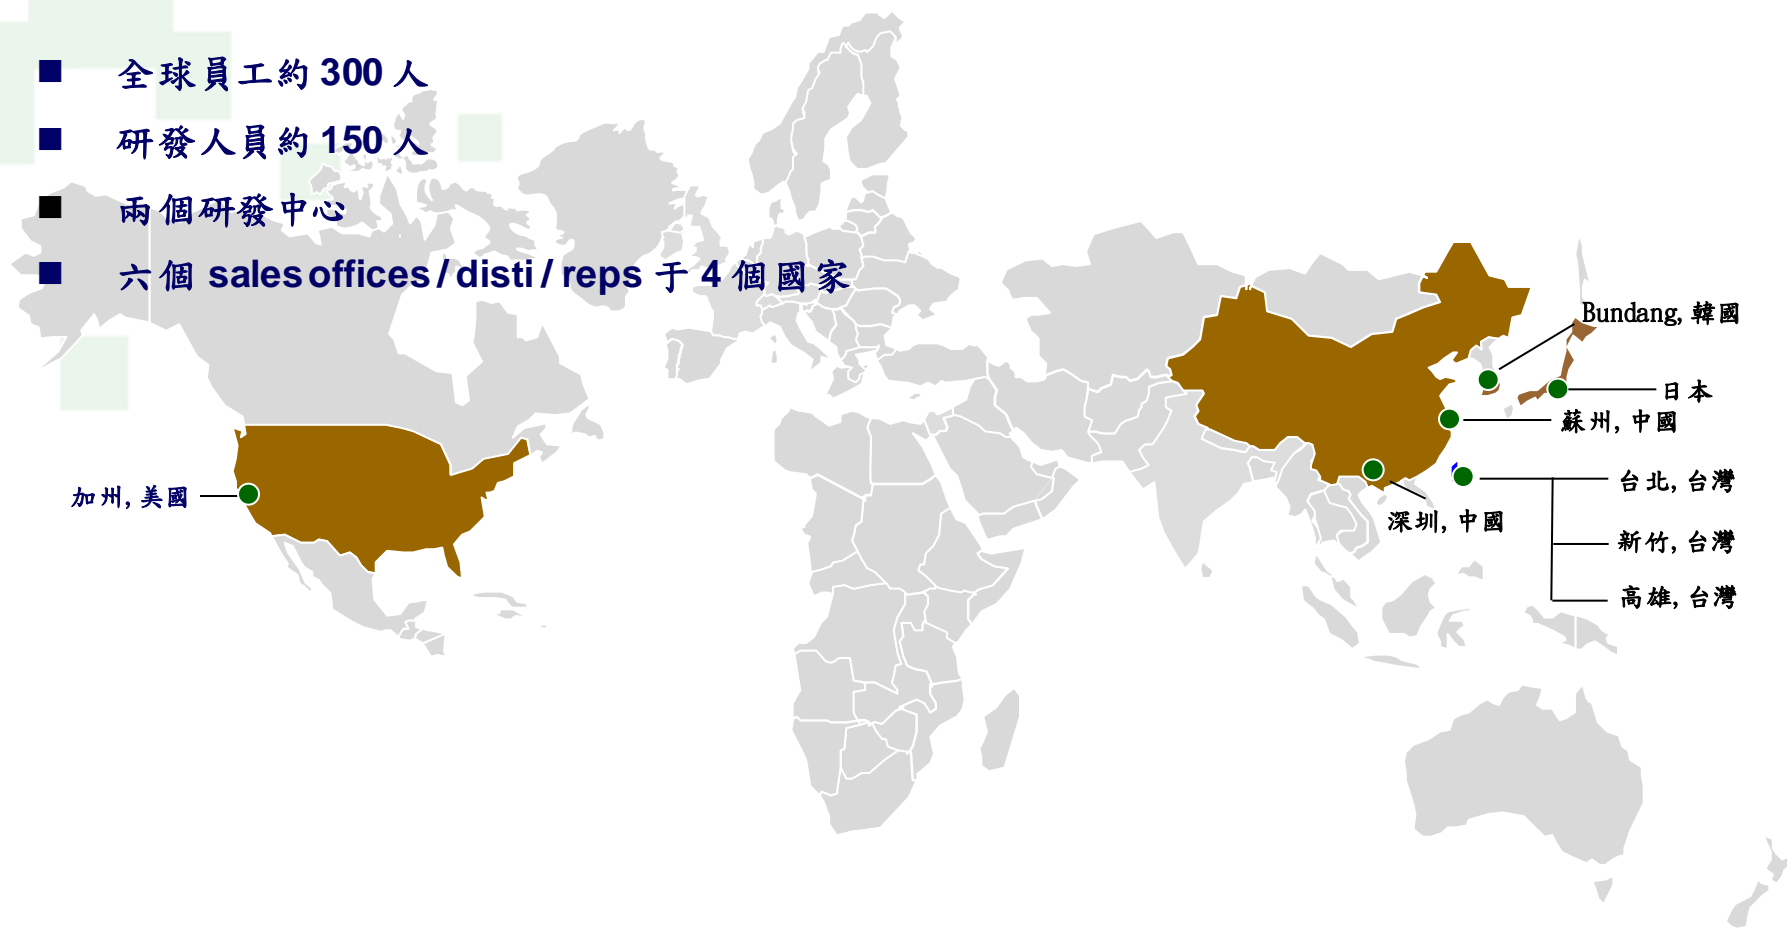 全球員工約 300 人
研發人員約 150 人
兩個研發中心
六個 sales offices / disti / reps 于 4 個國家
Bundang, 韓國
日本
蘇州, 中國
加州, 美國
台北, 台灣
深圳, 中國
新竹, 台灣
高雄, 台灣